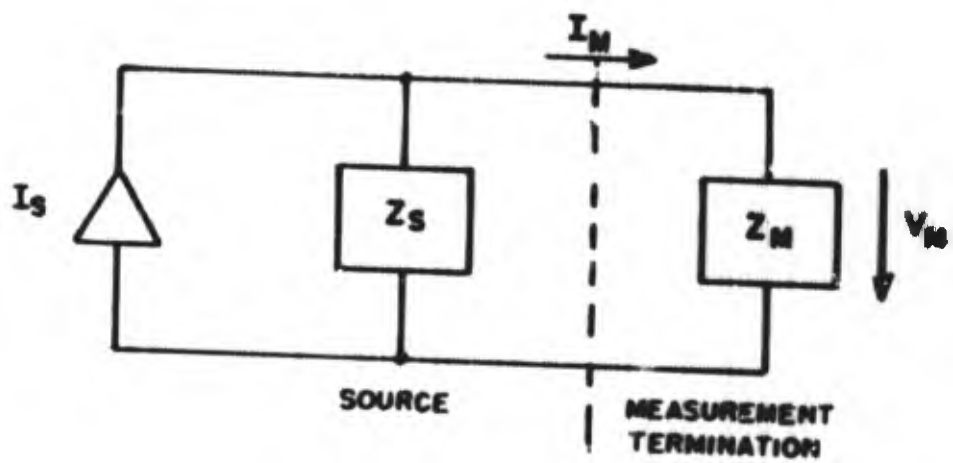 I_M
I_S
Z_S
Z_M
V_M
SOURCE
MEASUREMENT
TERMINATION